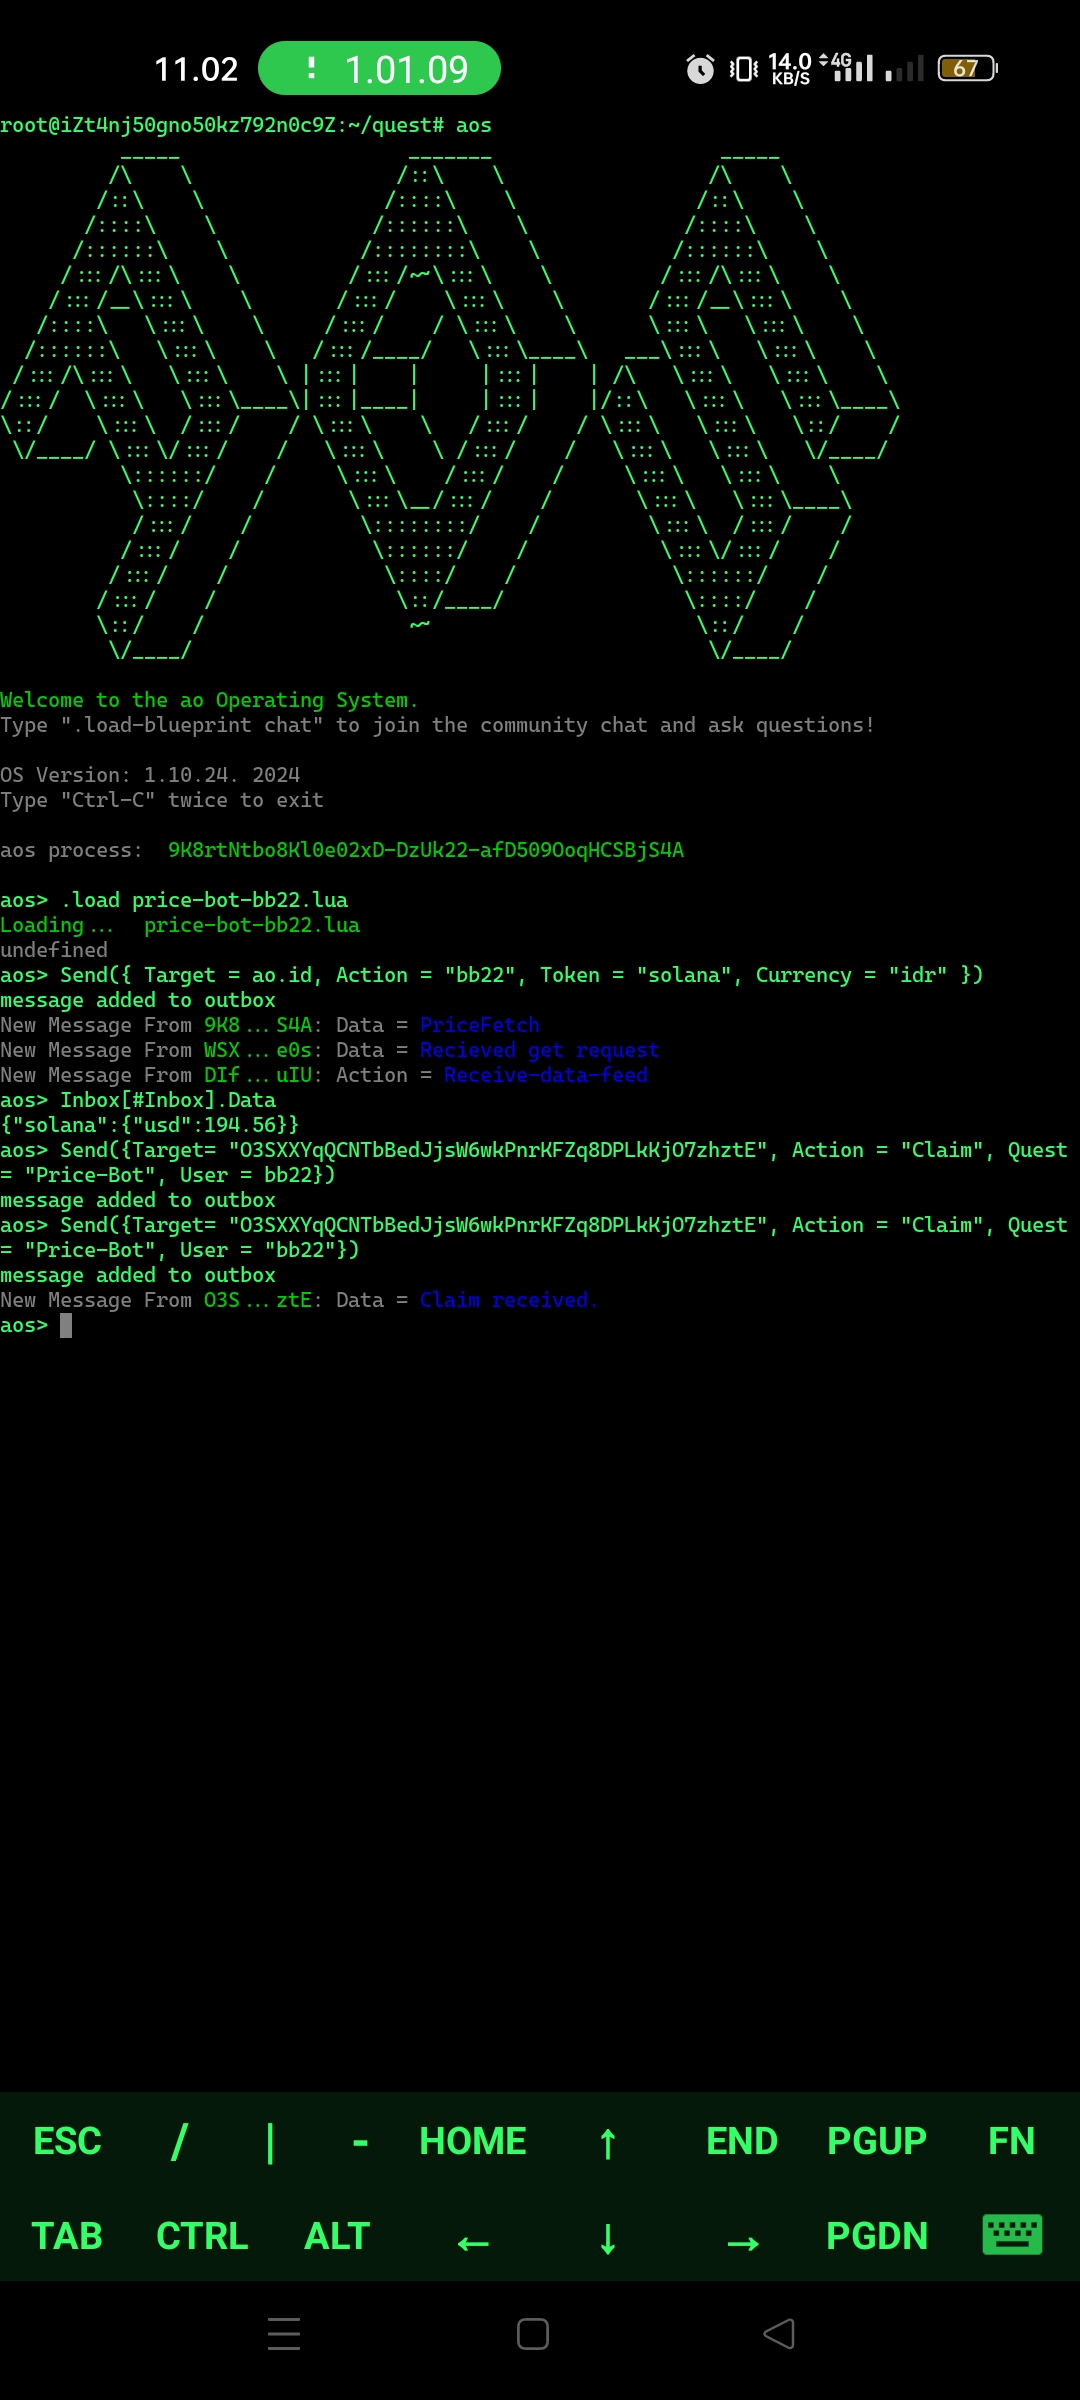 11.02 1.01.09 14.0 KB/S 4G 67
root@iZt4nj50gno50kz792n0c9Z:~/quest# aos
Welcome to the ao Operating System.
Type ".load-blueprint chat" to join the community chat and ask questions!
OS Version: 1.10.24. 2024
Type "Ctrl-C" twice to exit
aos process:  9K8rtNtbo8Kl0e02xD-DzUk22-afD509OoqHCSBjS4A
aos> .load price-bot-bb22.lua
Loading...  price-bot-bb22.lua
undefined
aos> Send({ Target = ao.id, Action = "bb22", Token = "solana", Currency = "idr" })
message added to outbox
New Message From 9K8...S4A: Data = PriceFetch
New Message From WSX...e0s: Data = Recieved get request
New Message From DIf...uIU: Action = Receive-data-feed
aos> Inbox[#Inbox].Data
{"solana":{"usd":194.56}}
aos> Send({Target= "O3SXXYqQCNTbBedJjsW6wkPnrKFZq8DPLkKjO7zhztE", Action = "Claim", Quest
= "Price-Bot", User = bb22})
message added to outbox
aos> Send({Target= "O3SXXYqQCNTbBedJjsW6wkPnrKFZq8DPLkKjO7zhztE", Action = "Claim", Quest
= "Price-Bot", User = "bb22"})
message added to outbox
New Message From O3S...ztE: Data = Claim received.
aos>
ESC / | - HOME ↑ END PGUP FN
TAB CTRL ALT ← ↓ → PGDN